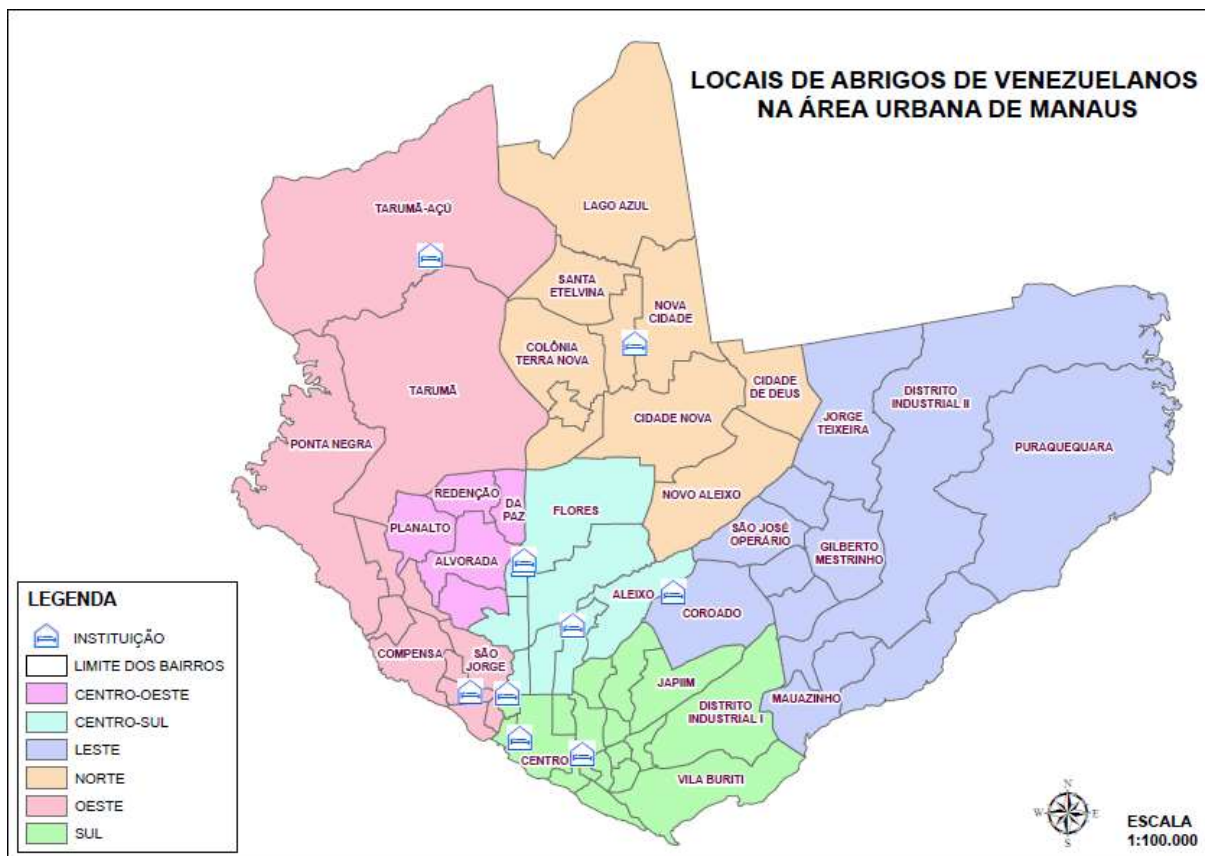 LOCAIS DE ABRIGOS DE VENEZUELANOS
NA ÁREA URBANA DE MANAUS
TARUMÃ-AÇÚ
LAGO AZUL
SANTA
ETELVINA
NOVA
CIDADE
COLÔNIA
TERRA NOVA
TARUMÃ
CIDADE
DE DEUS
DISTRITO
INDUSTRIAL II
CIDADE NOVA
JORGE
TEIXEIRA
PONTA NEGRA
PURAQUEQUARA
REDENÇÃO
DA
PAZ
NOVO ALEIXO
FLORES
PLANALTO
SÃO JOSÉ
OPERÁRIO
GILBERTO
MESTRINHO
ALVORADA
ALEIXO
COROADO
COMPENSA
SÃO
JORGE
JAPIIM
MAUAZINHO
DISTRITO
INDUSTRIAL I
CENTRO
VILA BURITI
LEGENDA
INSTITUIÇÃO
LIMITE DOS BAIRROS
CENTRO-OESTE
CENTRO-SUL
LESTE
NORTE
OESTE
SUL
N
W
E
S
ESCALA
1:100.000